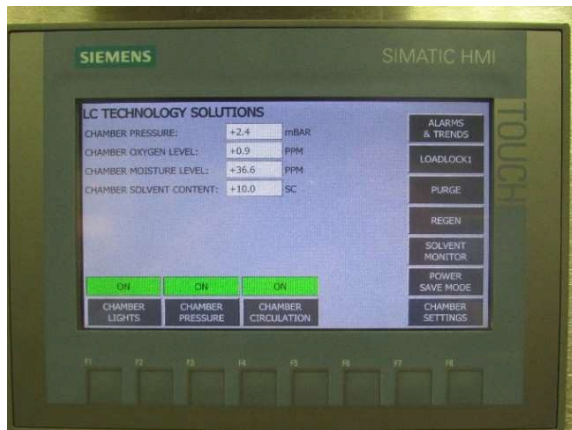 SIEMENS
SIMATIC HMI
TOUCH
LC TECHNOLOGY SOLUTIONS
CHAMBER PRESSURE: +2.4 mBAR
CHAMBER OXYGEN LEVEL: +0.9 PPM
CHAMBER MOISTURE LEVEL: +36.6 PPM
CHAMBER SOLVENT CONTENT: +10.0 SC
ALARMS
& TRENDS
LOADLOCK1
PURGE
REGEN
SOLVENT
MONITOR
POWER
SAVE MODE
CHAMBER
SETTINGS
ON ON ON
CHAMBER LIGHTS
CHAMBER PRESSURE
CHAMBER CIRCULATION
F1 F2 F3 F4 F5 F6 F7 F8